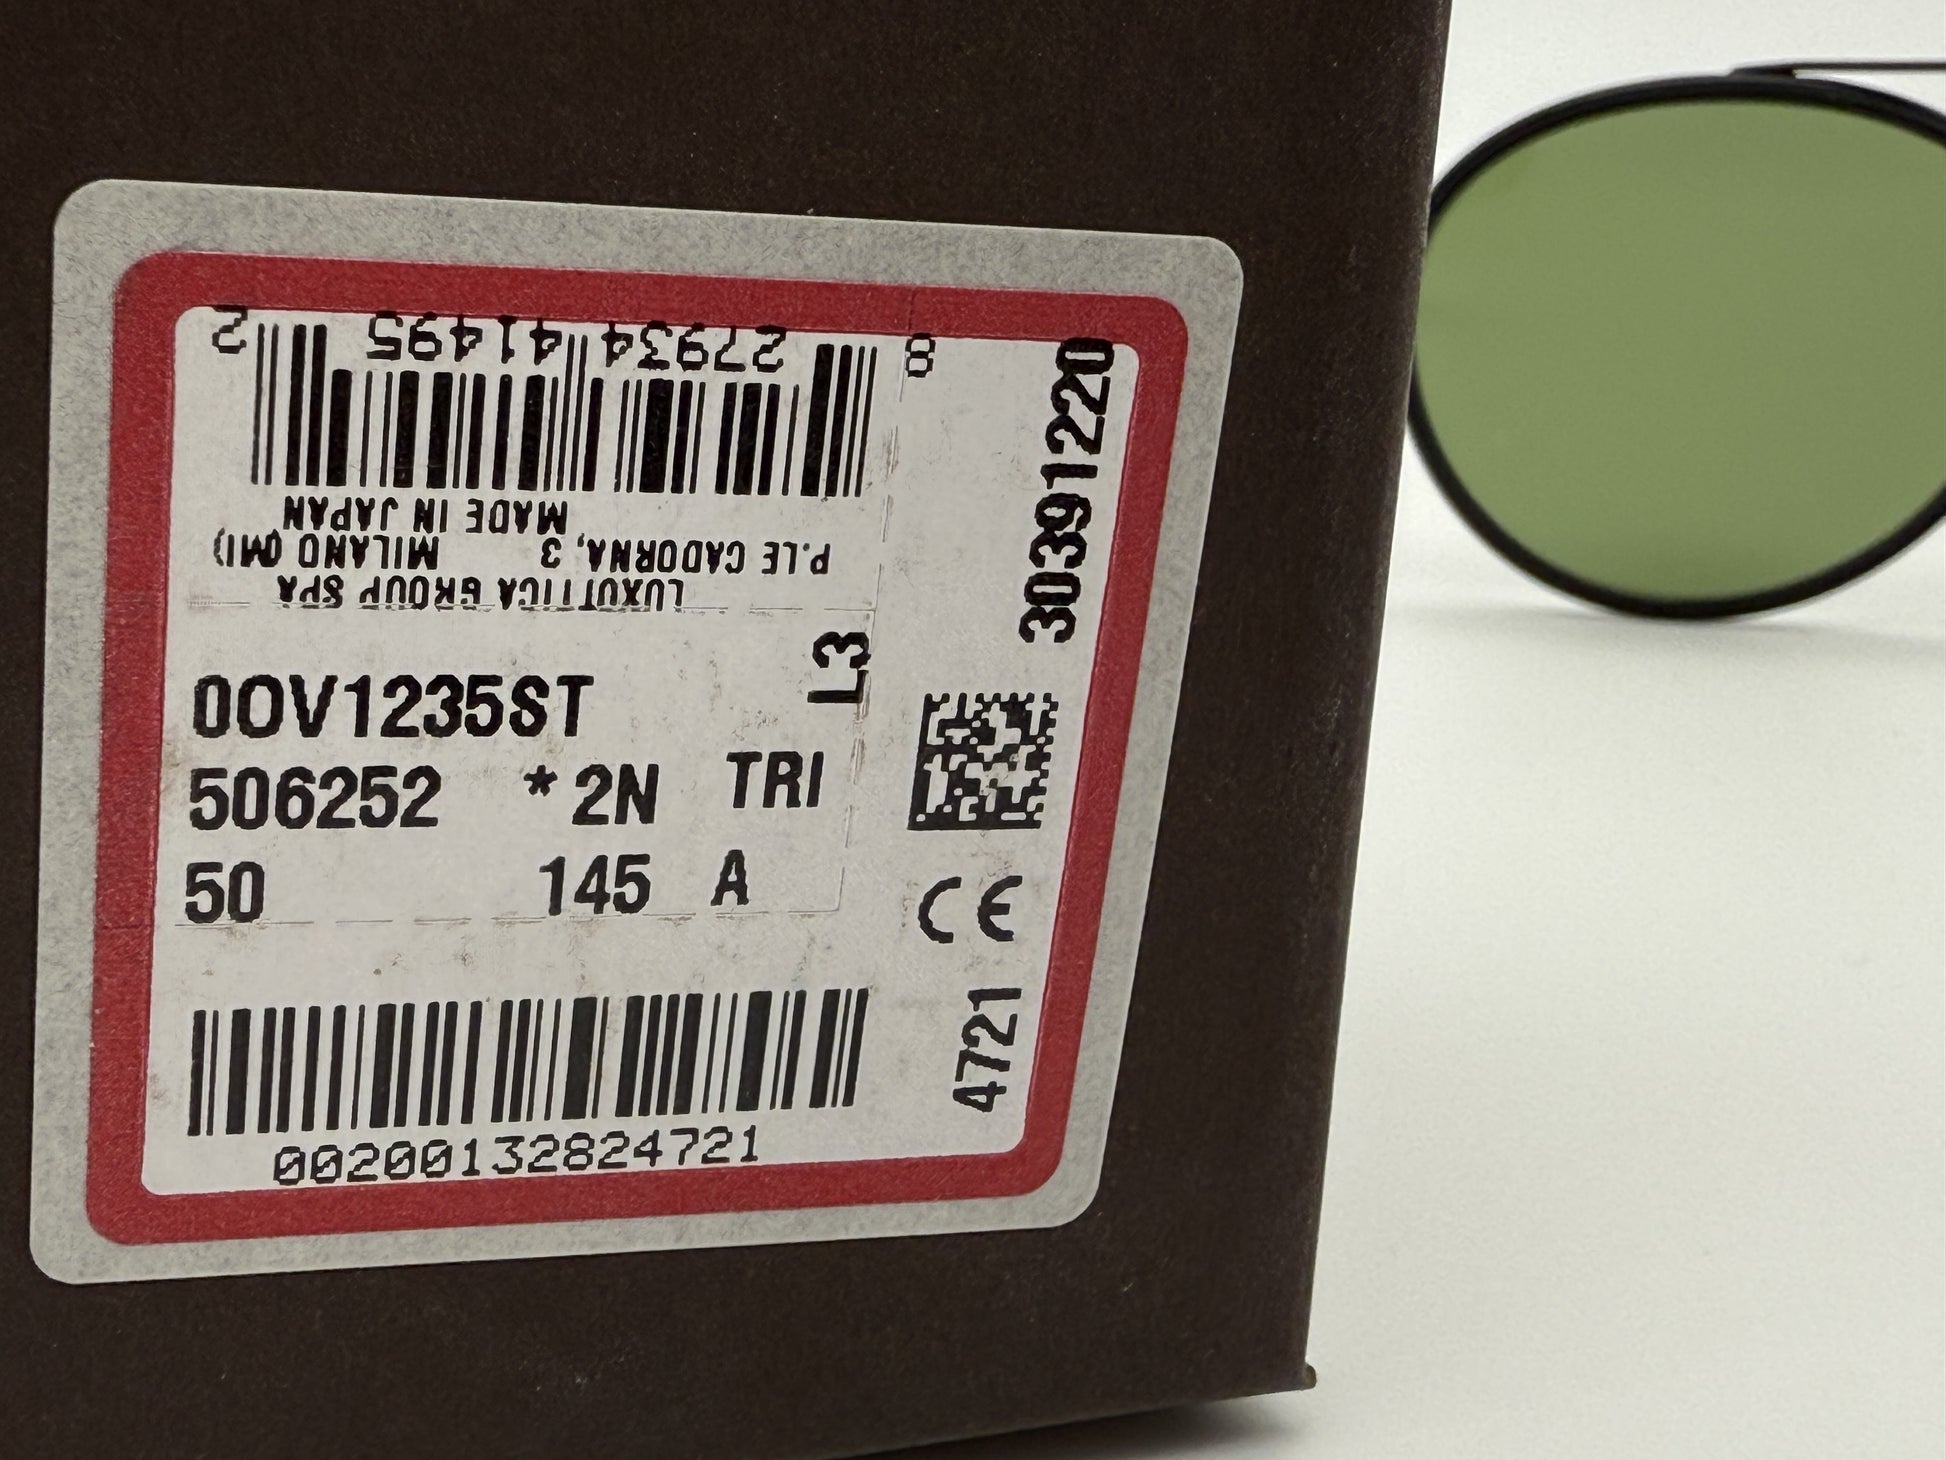 8 27934 41495 2
MADE IN JAPAN
P.LE CADORNA, 3 MILANO (MI)
LUXOTTICA GROUP SPA
30391220
L3
0OV1235ST
506252 *2N TRI
50 145 A
CE
4721
00200132824721